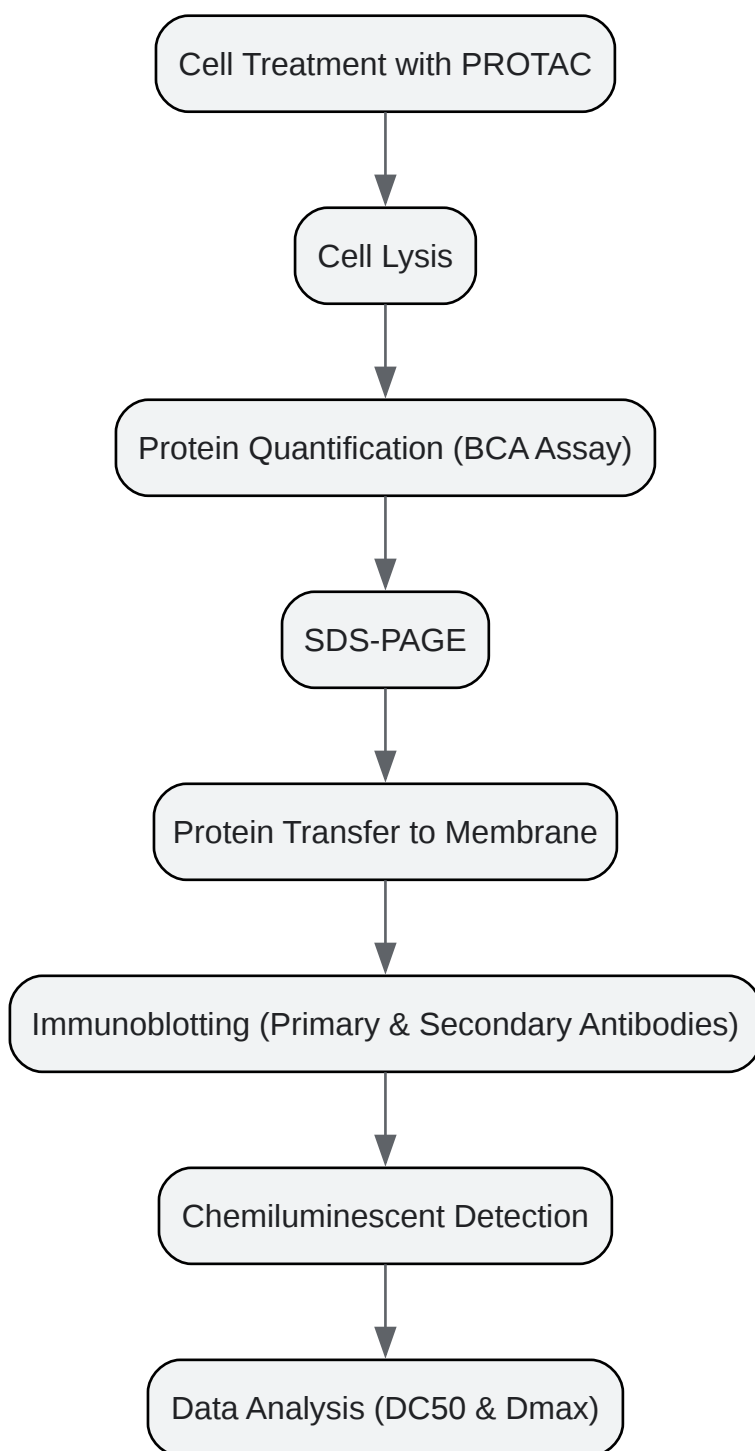 Cell Treatment with PROTAC
Cell Lysis
Protein Quantification (BCA Assay)
SDS-PAGE
Protein Transfer to Membrane
Immunoblotting (Primary & Secondary Antibodies)
Chemiluminescent Detection
Data Analysis (DC50 & Dmax)